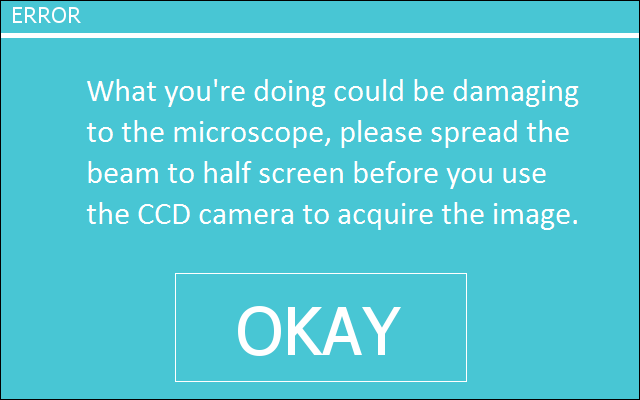 ERROR
What you're doing could be damaging
to the microscope, please spread the
beam to half screen before you use
the CCD camera to acquire the image.
OKAY